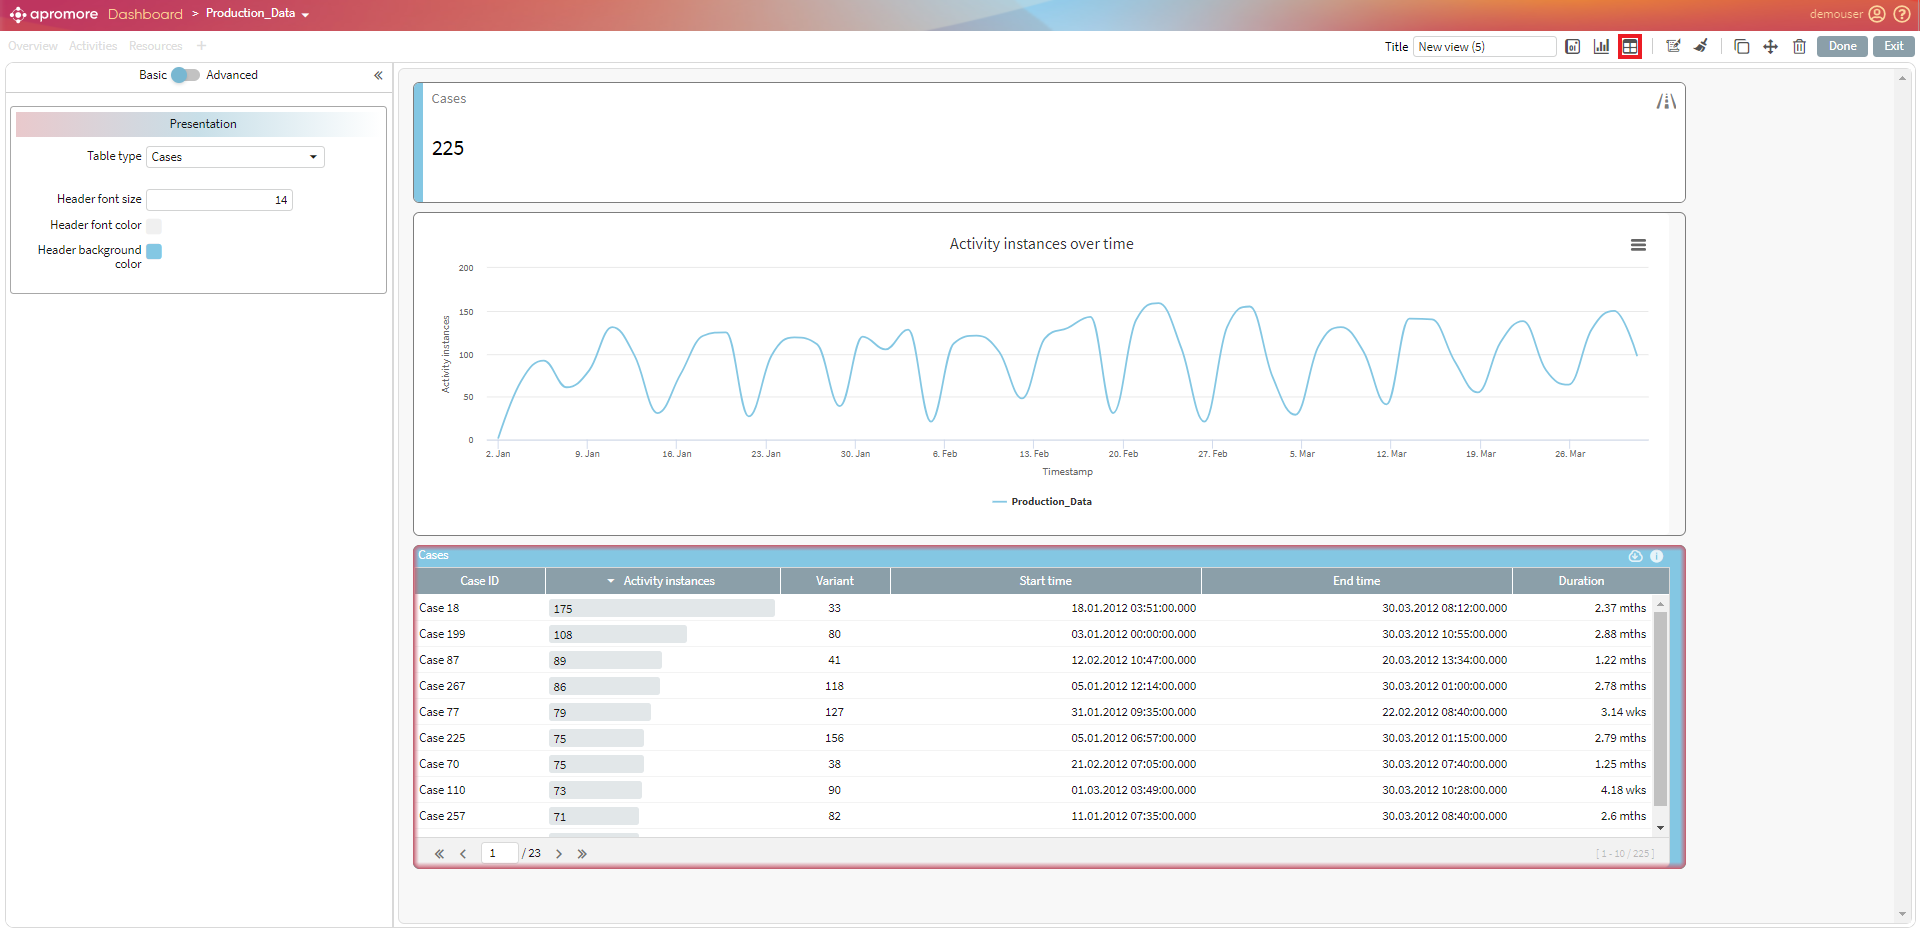 apromore Dashboard > Production_Data
demouser
Overview Activities Resources +
Title New view (5) Done Exit
Basic Advanced
Presentation
Table type Cases
Header font size 14
Header font color
Header background
color
Cases
225
Activity instances over time
200
150
100
50
0
Activity instances
2. Jan 9. Jan 16. Jan 23. Jan 30. Jan 6. Feb 13. Feb 20. Feb 27. Feb 5. Mar 12. Mar 19. Mar 26. Mar
Timestamp
Production_Data
Cases
Case ID Activity instances Variant Start time End time Duration
Case 18 175 33 18.01.2012 03:51:00.000 30.03.2012 08:12:00.000 2.37 mths
Case 199 108 80 03.01.2012 00:00:00.000 30.03.2012 10:55:00.000 2.88 mths
Case 87 89 41 12.02.2012 10:47:00.000 20.03.2012 13:34:00.000 1.22 mths
Case 267 86 118 05.01.2012 12:14:00.000 30.03.2012 01:00:00.000 2.78 mths
Case 77 79 127 31.01.2012 09:35:00.000 22.02.2012 08:40:00.000 3.14 wks
Case 225 75 156 05.01.2012 06:57:00.000 30.03.2012 01:15:00.000 2.79 mths
Case 70 75 38 21.02.2012 07:05:00.000 30.03.2012 07:40:00.000 1.25 mths
Case 110 73 90 01.03.2012 03:49:00.000 30.03.2012 10:28:00.000 4.18 wks
Case 257 71 82 11.01.2012 07:35:00.000 30.03.2012 08:40:00.000 2.6 mths
1 / 23 [ 1 - 10 / 225 ]